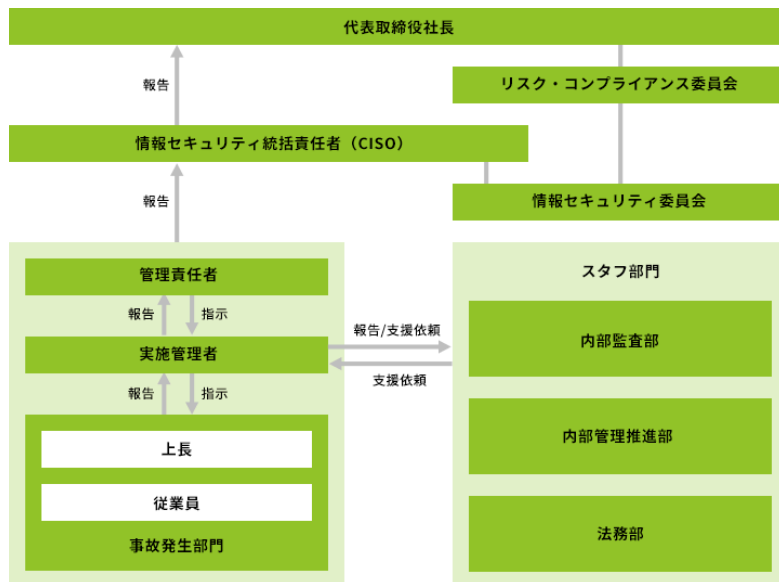 代表取締役社長
報告
リスク・コンプライアンス委員会
情報セキュリティ統括責任者（CISO）
報告
情報セキュリティ委員会
管理責任者
報告
指示
実施管理者
報告
指示
上長
従業員
事故発生部門
報告/支援依頼
支援依頼
スタフ部門
内部監査部
内部管理推進部
法務部